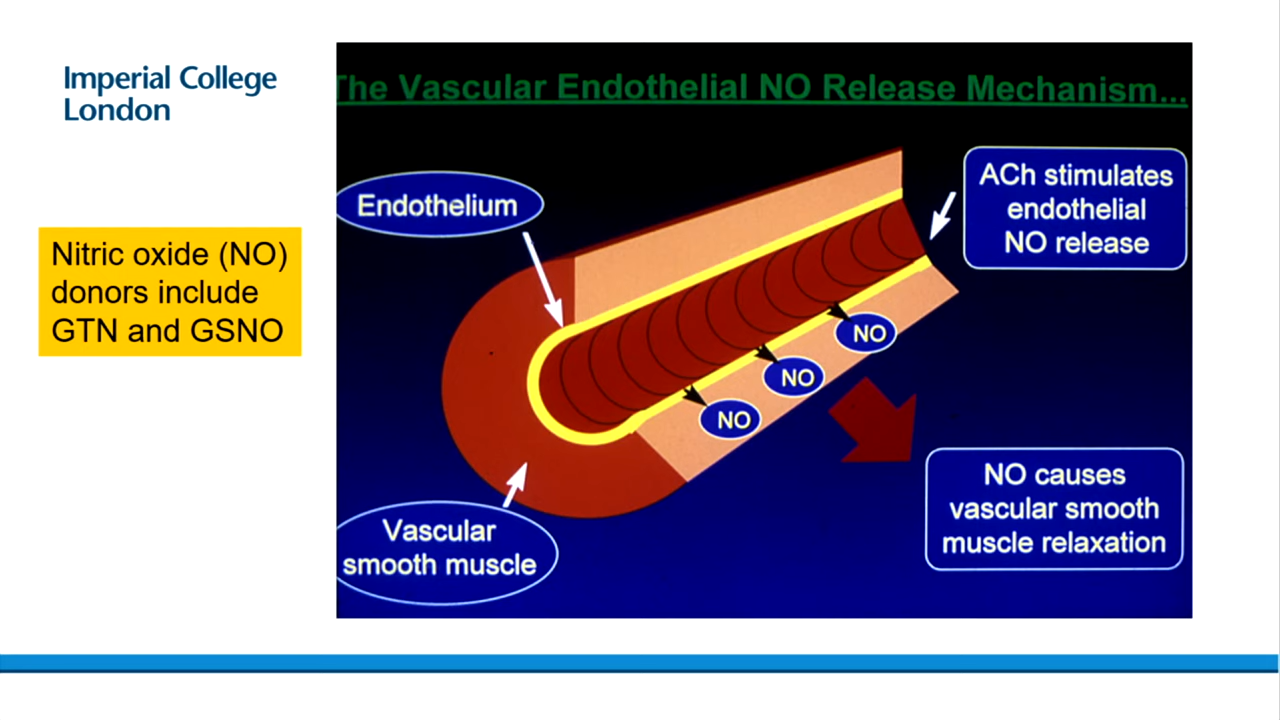 Imperial College
London
The Vascular Endothelial NO Release Mechanism...
Nitric oxide (NO)
donors include
GTN and GSNO
Endothelium
ACh stimulates
endothelial
NO release
NO
NO
NO
NO causes
vascular smooth
muscle relaxation
Vascular
smooth muscle